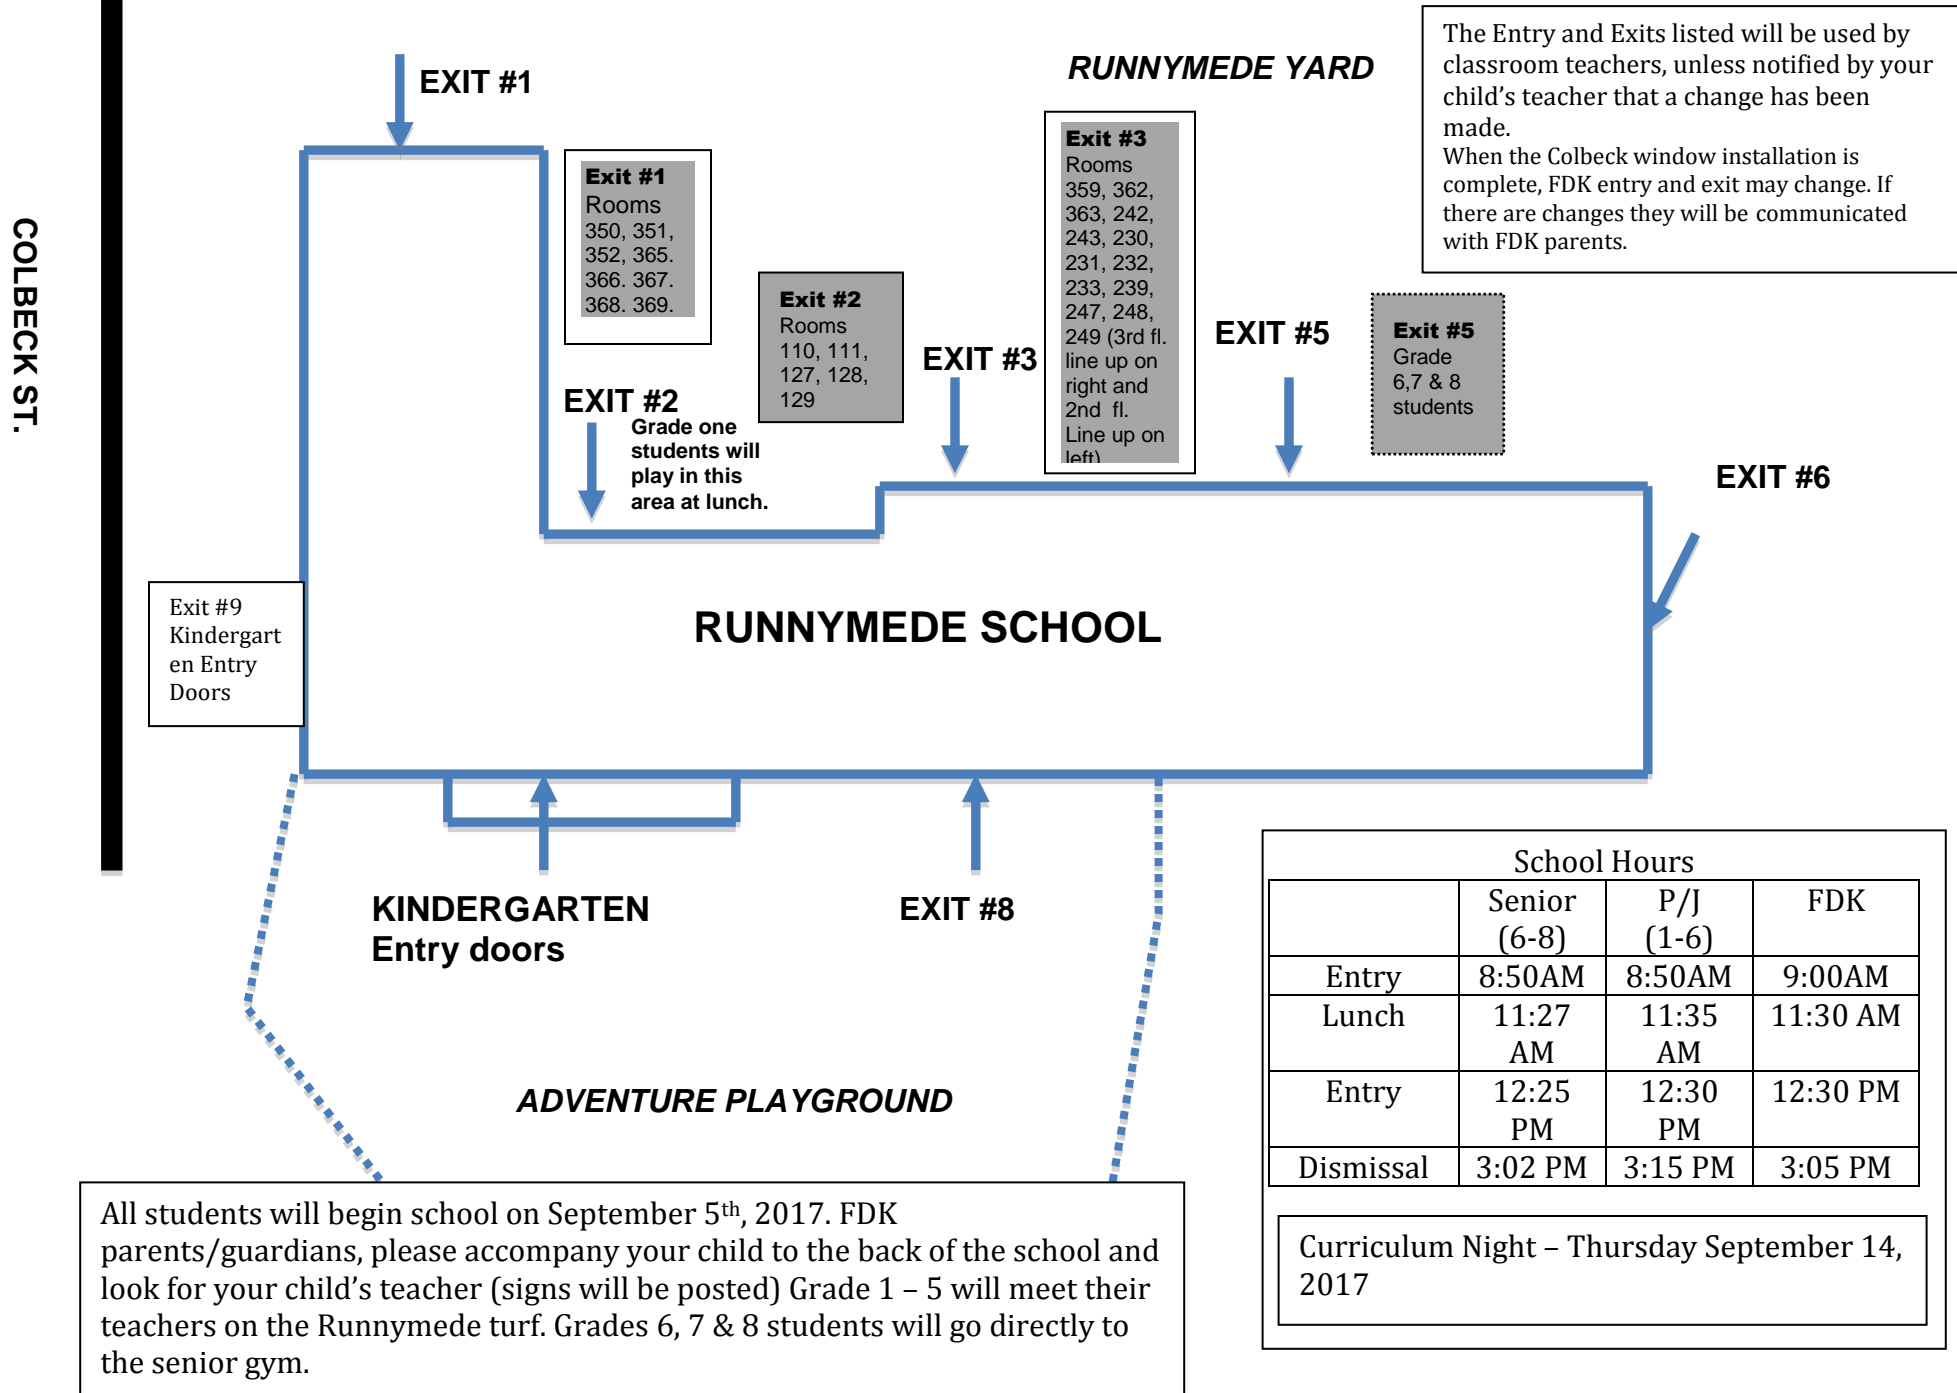 COLBECK ST.
EXIT #1
RUNNYMEDE YARD
The Entry and Exits listed will be used by
classroom teachers, unless notified by your
child’s teacher that a change has been
made.
When the Colbeck window installation is
complete, FDK entry and exit may change. If
there are changes they will be communicated
with FDK parents.
Exit #1
Rooms
350, 351,
352, 365.
366. 367.
368. 369.
Exit #2
Rooms
110, 111,
127, 128,
129
EXIT #2
Grade one
students will
play in this
area at lunch.
EXIT #3
Exit #3
Rooms
359, 362,
363, 242,
243, 230,
231, 232,
233, 239,
247, 248,
249 (3rd fl.
line up on
right and
2nd fl.
Line up on
left)
EXIT #5
Exit #5
Grade
6,7 & 8
students
EXIT #6
Exit #9
Kindergart
en Entry
Doors
RUNNYMEDE SCHOOL
KINDERGARTEN
Entry doors
EXIT #8
ADVENTURE PLAYGROUND
School Hours
Senior (6-8) P/J (1-6) FDK
Entry 8:50AM 8:50AM 9:00AM
Lunch 11:27 AM 11:35 AM 11:30 AM
Entry 12:25 PM 12:30 PM 12:30 PM
Dismissal 3:02 PM 3:15 PM 3:05 PM
Curriculum Night – Thursday September 14,
2017
All students will begin school on September 5th, 2017. FDK
parents/guardians, please accompany your child to the back of the school and
look for your child’s teacher (signs will be posted) Grade 1 – 5 will meet their
teachers on the Runnymede turf. Grades 6, 7 & 8 students will go directly to
the senior gym.